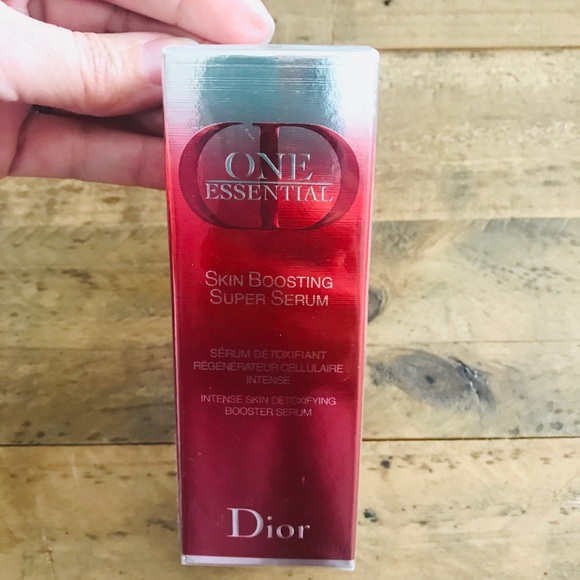 ONE
ESSENTIAL
SKIN BOOSTING
SUPER SERUM
SÉRUM DÉTOXIFIANT
RÉGÉNÉRATEUR CELLULAIRE
INTENSE
INTENSE SKIN DETOXIFYING
BOOSTER SERUM
Dior